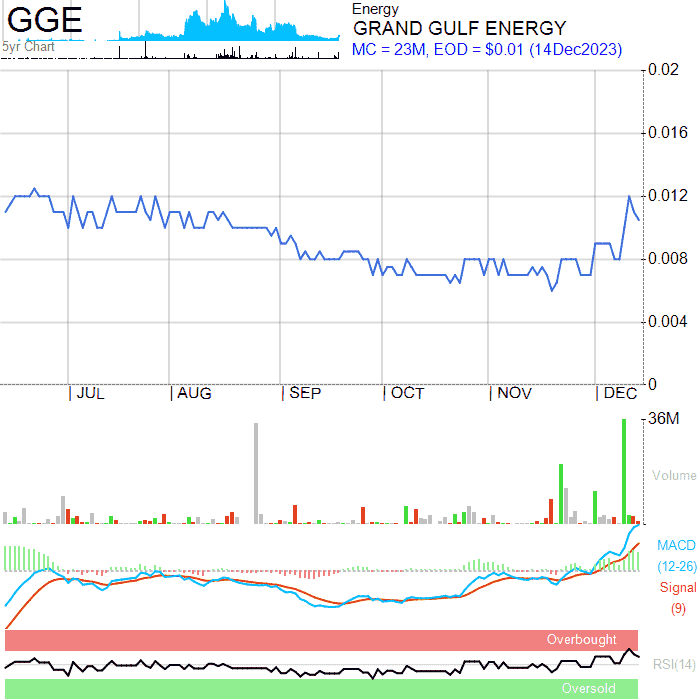 GGE
5yr Chart
Energy
GRAND GULF ENERGY
MC = 23M, EOD = $0.01 (14Dec2023)
0.02
0.016
0.012
0.008
0.004
0
JUL AUG SEP OCT NOV DEC
36M
Volume
MACD
(12-26)
Signal
(9)
Overbought
RSI(14)
Oversold